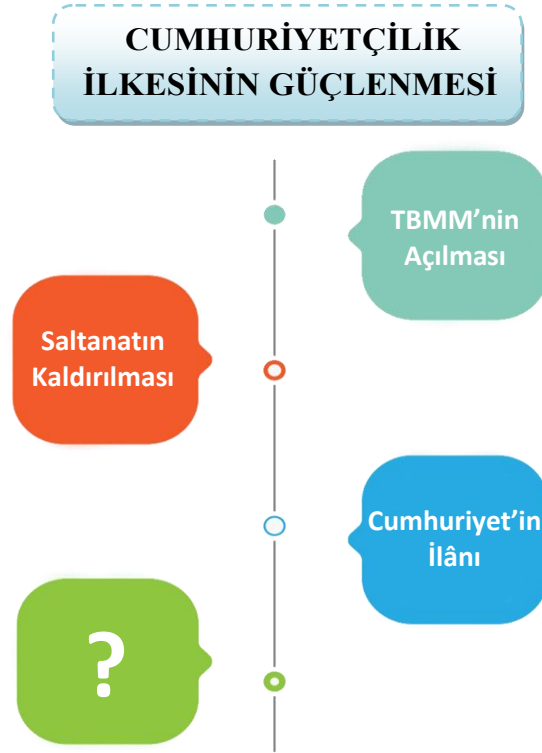 CUMHURİYETÇİLİK
İLKESİNİN GÜÇLENMESİ
TBMM’nin
Açılması
Saltanatın
Kaldırılması
Cumhuriyet’in
İlânı
?